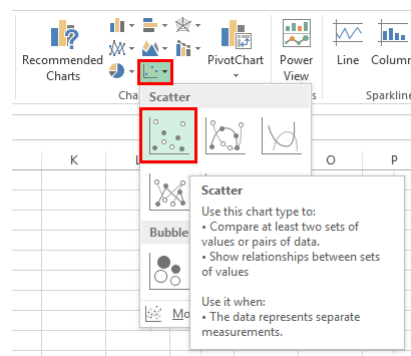 Recommended
Charts
PivotChart
Power
View
Line
Column
Cha
s
Sparkline
Scatter
K
L
O
P
Scatter
Use this chart type to:
• Compare at least two sets of
values or pairs of data.
• Show relationships between sets
of values
Use it when:
• The data represents separate
measurements.
Bubble
Mo